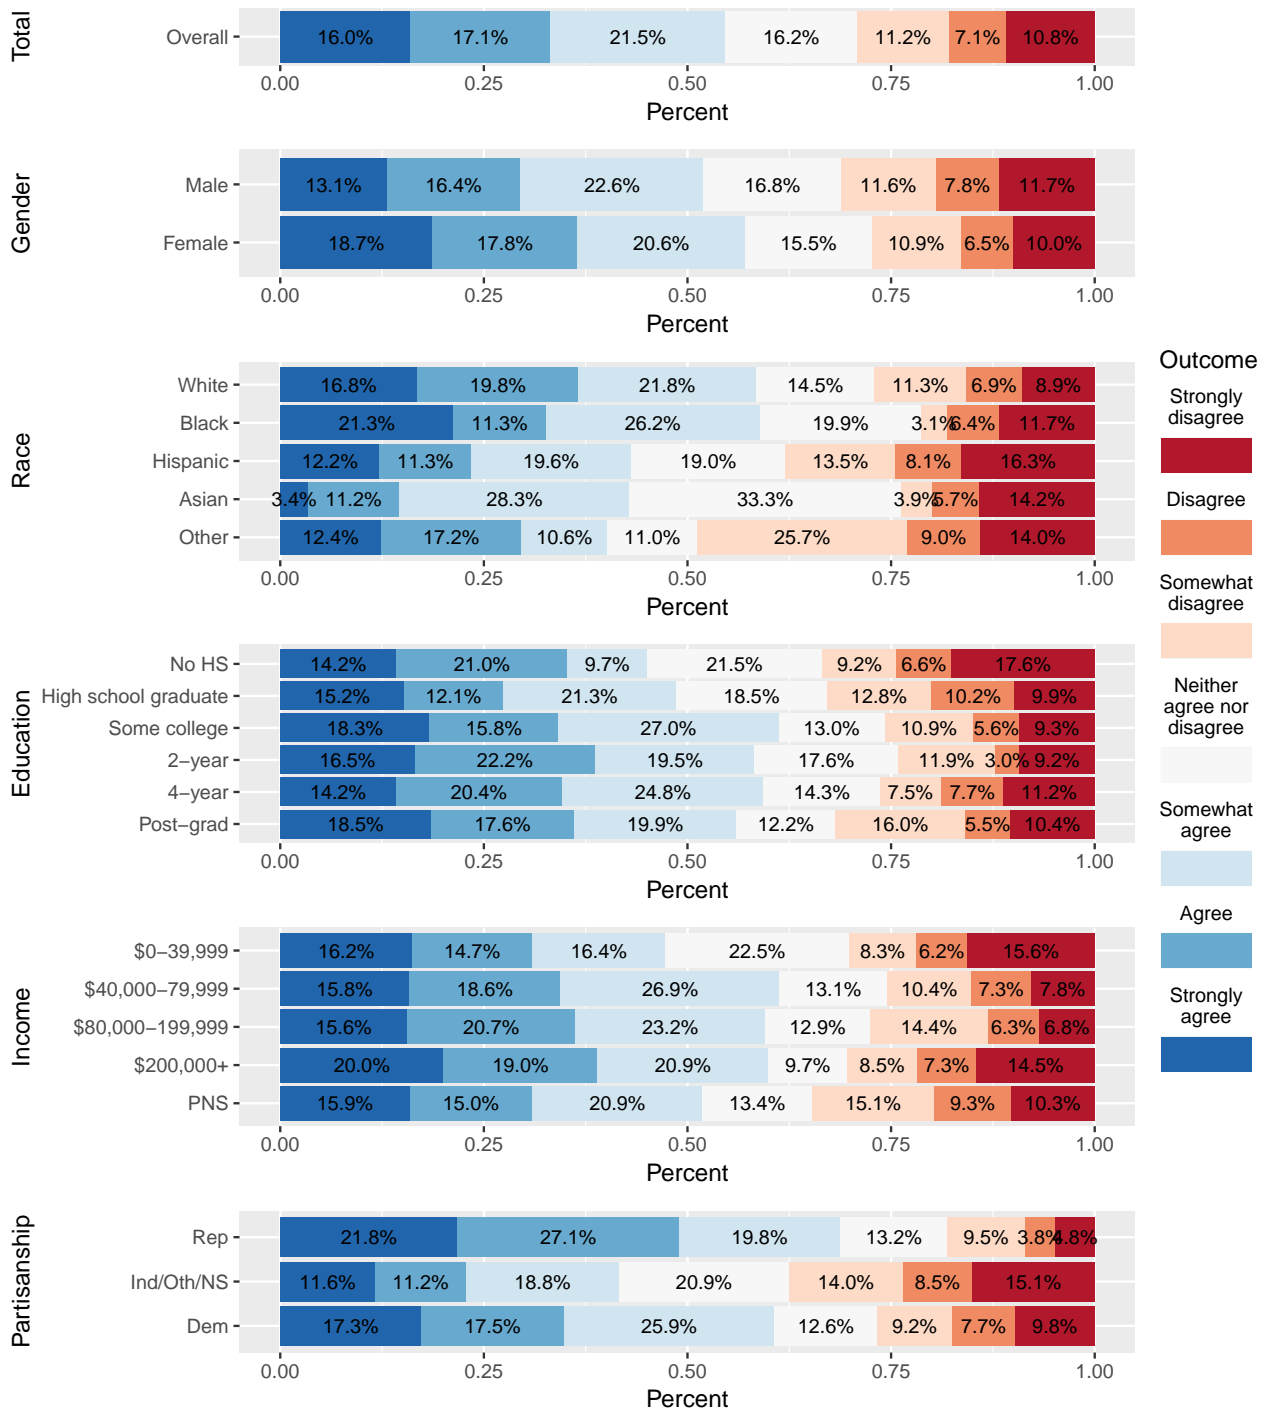 Total
Overall 16.0% 17.1% 21.5% 16.2% 11.2% 7.1% 10.8%
0.00 0.25 0.50 0.75 1.00
Percent
Gender
Male 13.1% 16.4% 22.6% 16.8% 11.6% 7.8% 11.7%
Female 18.7% 17.8% 20.6% 15.5% 10.9% 6.5% 10.0%
0.00 0.25 0.50 0.75 1.00
Percent
Race
White 16.8% 19.8% 21.8% 14.5% 11.3% 6.9% 8.9%
Black 21.3% 11.3% 26.2% 19.9% 3.1% 6.4% 11.7%
Hispanic 12.2% 11.3% 19.6% 19.0% 13.5% 8.1% 16.3%
Asian 3.4% 11.2% 28.3% 33.3% 3.9% 5.7% 14.2%
Other 12.4% 17.2% 10.6% 11.0% 25.7% 9.0% 14.0%
0.00 0.25 0.50 0.75 1.00
Percent
Education
No HS 14.2% 21.0% 9.7% 21.5% 9.2% 6.6% 17.6%
High school graduate 15.2% 12.1% 21.3% 18.5% 12.8% 10.2% 9.9%
Some college 18.3% 15.8% 27.0% 13.0% 10.9% 5.6% 9.3%
2−year 16.5% 22.2% 19.5% 17.6% 11.9% 3.0% 9.2%
4−year 14.2% 20.4% 24.8% 14.3% 7.5% 7.7% 11.2%
Post−grad 18.5% 17.6% 19.9% 12.2% 16.0% 5.5% 10.4%
0.00 0.25 0.50 0.75 1.00
Percent
Income
$0−39,999 16.2% 14.7% 16.4% 22.5% 8.3% 6.2% 15.6%
$40,000−79,999 15.8% 18.6% 26.9% 13.1% 10.4% 7.3% 7.8%
$80,000−199,999 15.6% 20.7% 23.2% 12.9% 14.4% 6.3% 6.8%
$200,000+ 20.0% 19.0% 20.9% 9.7% 8.5% 7.3% 14.5%
PNS 15.9% 15.0% 20.9% 13.4% 15.1% 9.3% 10.3%
0.00 0.25 0.50 0.75 1.00
Percent
Partisanship
Rep 21.8% 27.1% 19.8% 13.2% 9.5% 3.8% 4.8%
Ind/Oth/NS 11.6% 11.2% 18.8% 20.9% 14.0% 8.5% 15.1%
Dem 17.3% 17.5% 25.9% 12.6% 9.2% 7.7% 9.8%
0.00 0.25 0.50 0.75 1.00
Percent
Outcome
Strongly
disagree
Disagree
Somewhat
disagree
Neither
agree nor
disagree
Somewhat
agree
Agree
Strongly
agree